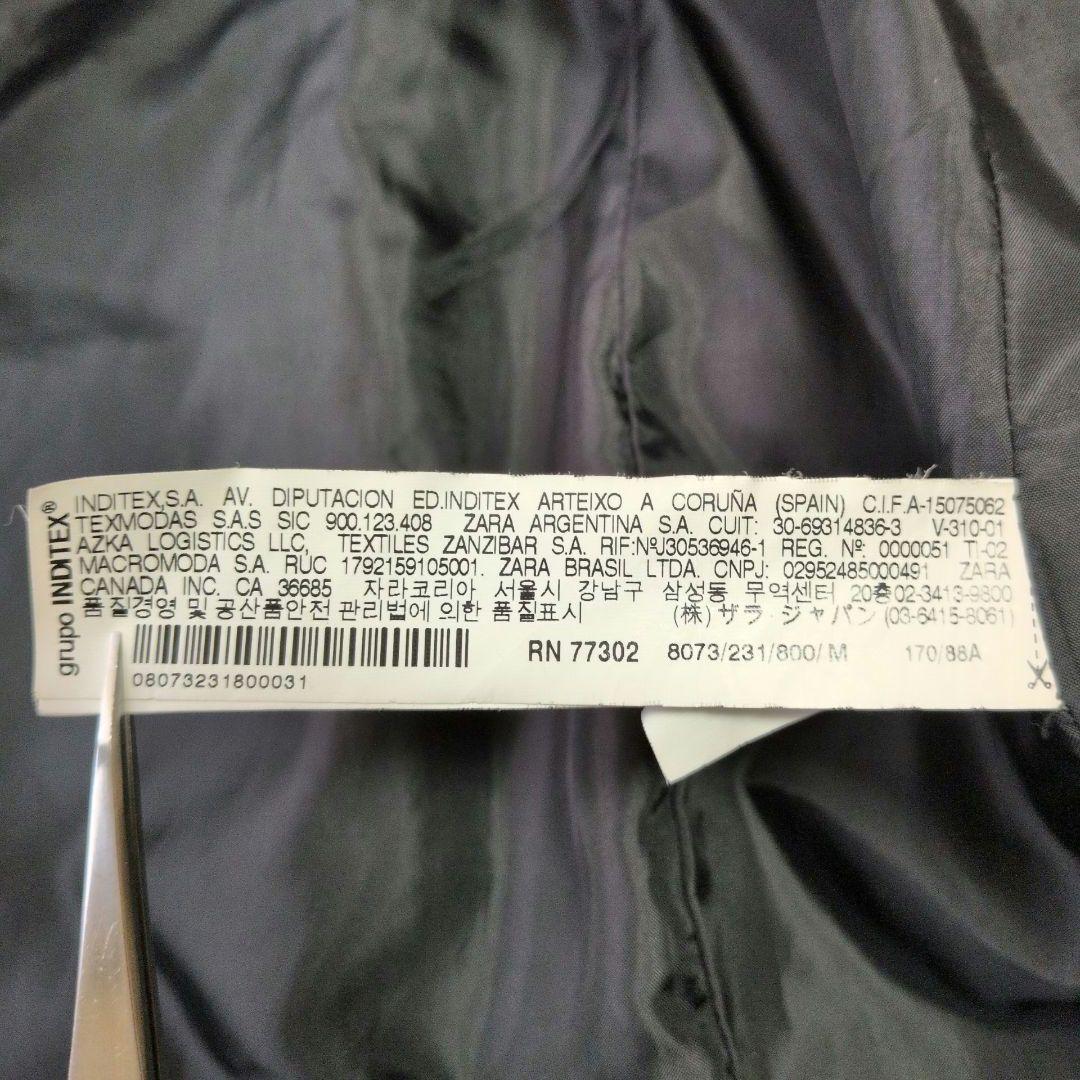 grupo INDITEX®
INDITEX,S.A. AV. DIPUTACION ED.INDITEX ARTEIXO A CORUÑA (SPAIN) C.I.F.A-15075062
TEXMODAS S.A.S SIC 900.123.408 ZARA ARGENTINA S.A. CUIT: 30-69314836-3 V-310-01
AZKA LOGISTICS LLC, TEXTILES ZANZIBAR S.A. RIF:NºJ30536946-1 REG. Nº 0000051 TI-02
MACROMODA S.A. RUC 1792159105001. ZARA BRASIL LTDA. CNPJ: 02952485000491 ZARA
CANADA INC. CA 36685 자라코리아 서울시 강남구 삼성동 무역센터 20층02-3413-9800
품질경영 및 공산품안전 관리법에 의한 품질표시 (株) ザラ・ジャパン (03-6415-8061)
RN 77302 8073/231/800/M 170/88A
08073231800031